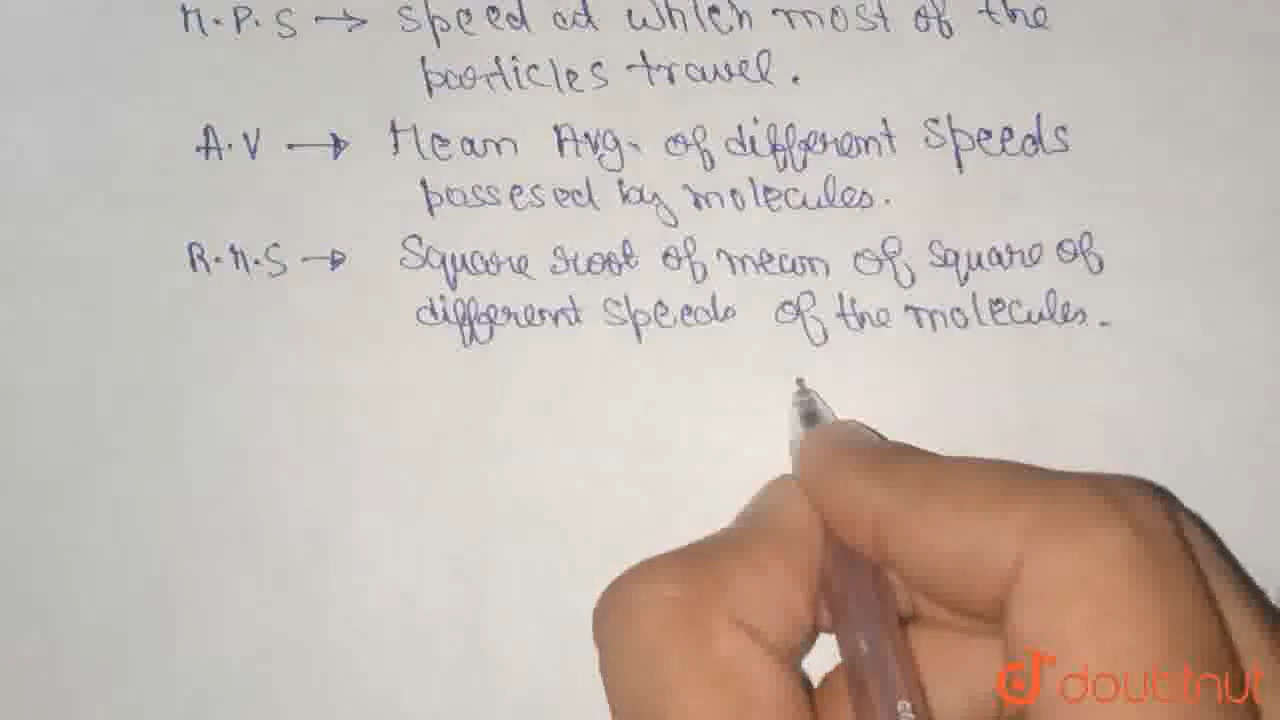 M.P.S → Speed at which most of the
particles travel.
A.V → Mean Avg. of different speeds
possesed by molecules.
R.M.S → Square root of mean of square of
different speeds of the molecules.
doubtnut